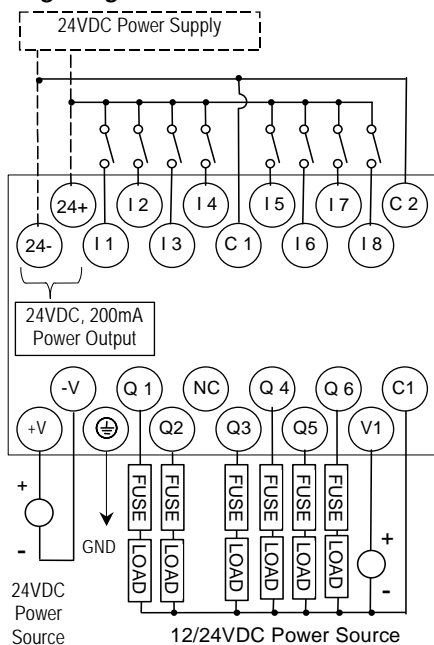 24VDC Power Supply
24+ I 2 I 4 I 5 I 7 C 2
24- I 1 I 3 C 1 I 6 I 8
24VDC, 200mA
Power Output
-V Q 1 NC Q 4 Q 6 C1
+V Q2 Q3 Q5 V1
+
-
GND
FUSE FUSE FUSE FUSE FUSE FUSE
LOAD LOAD LOAD LOAD LOAD LOAD
+
-
24VDC
Power
Source
12/24VDC Power Source